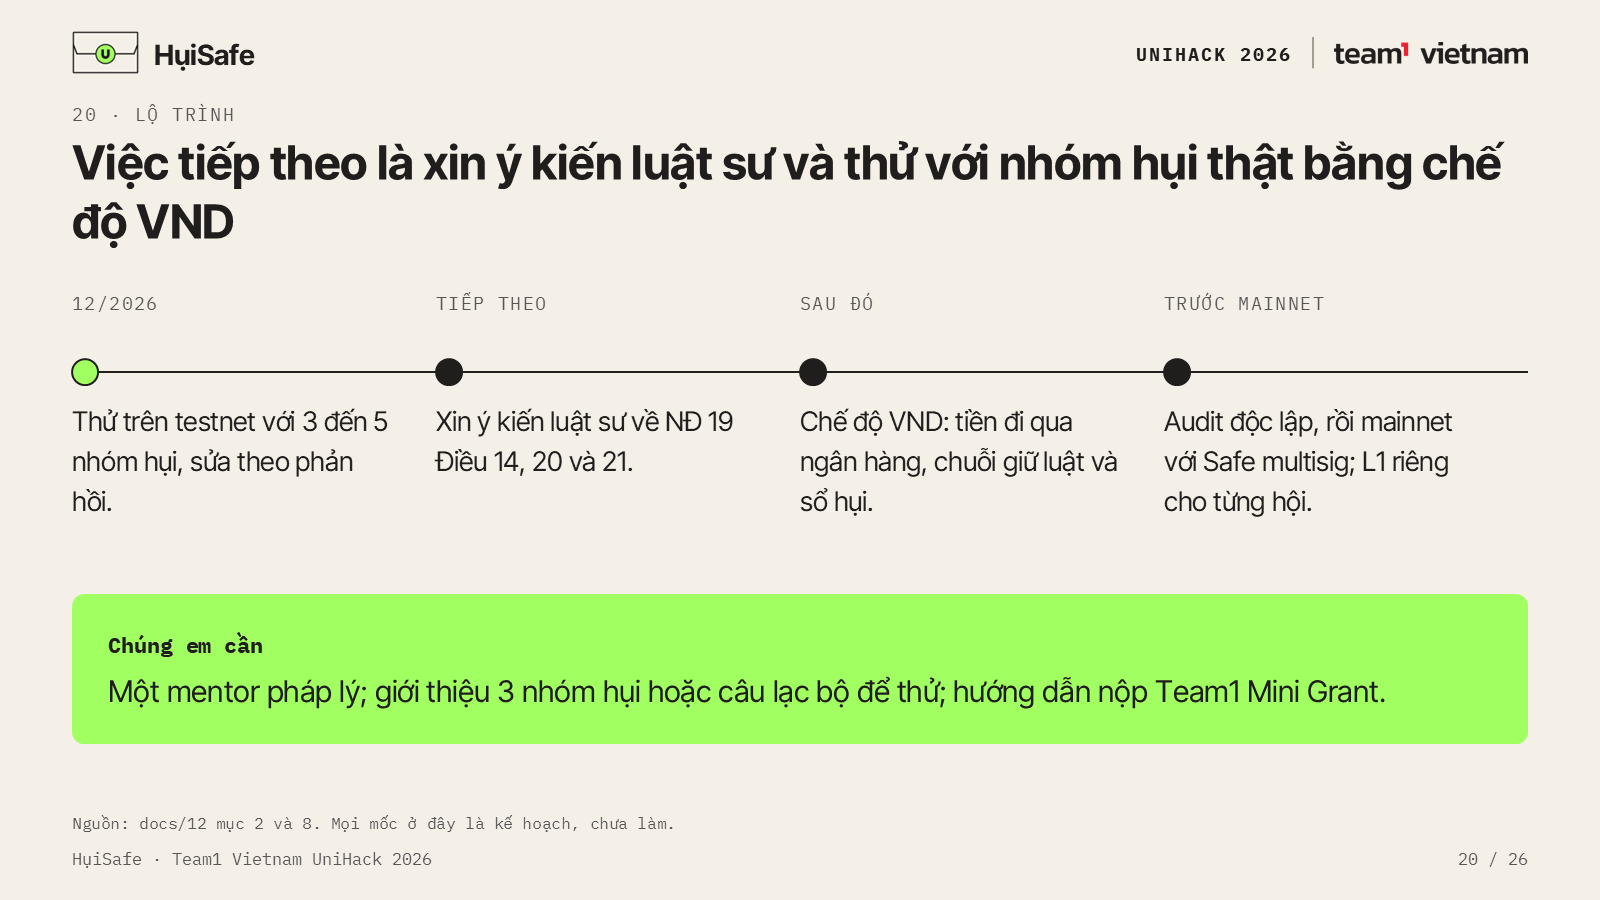 U HụiSafe
UNIHACK 2026 team1 vietnam
20 · LỘ TRÌNH
Việc tiếp theo là xin ý kiến luật sư và thử với nhóm hụi thật bằng chế
độ VND
12/2026
Thử trên testnet với 3 đến 5
nhóm hụi, sửa theo phản
hồi.
TIẾP THEO
Xin ý kiến luật sư về NĐ 19
Điều 14, 20 và 21.
SAU ĐÓ
Chế độ VND: tiền đi qua
ngân hàng, chuỗi giữ luật và
sổ hụi.
TRƯỚC MAINNET
Audit độc lập, rồi mainnet
với Safe multisig; L1 riêng
cho từng hội.
Chúng em cần
Một mentor pháp lý; giới thiệu 3 nhóm hụi hoặc câu lạc bộ để thử; hướng dẫn nộp Team1 Mini Grant.
Nguồn: docs/12 mục 2 và 8. Mọi mốc ở đây là kế hoạch, chưa làm.
HụiSafe · Team1 Vietnam UniHack 2026
20 / 26